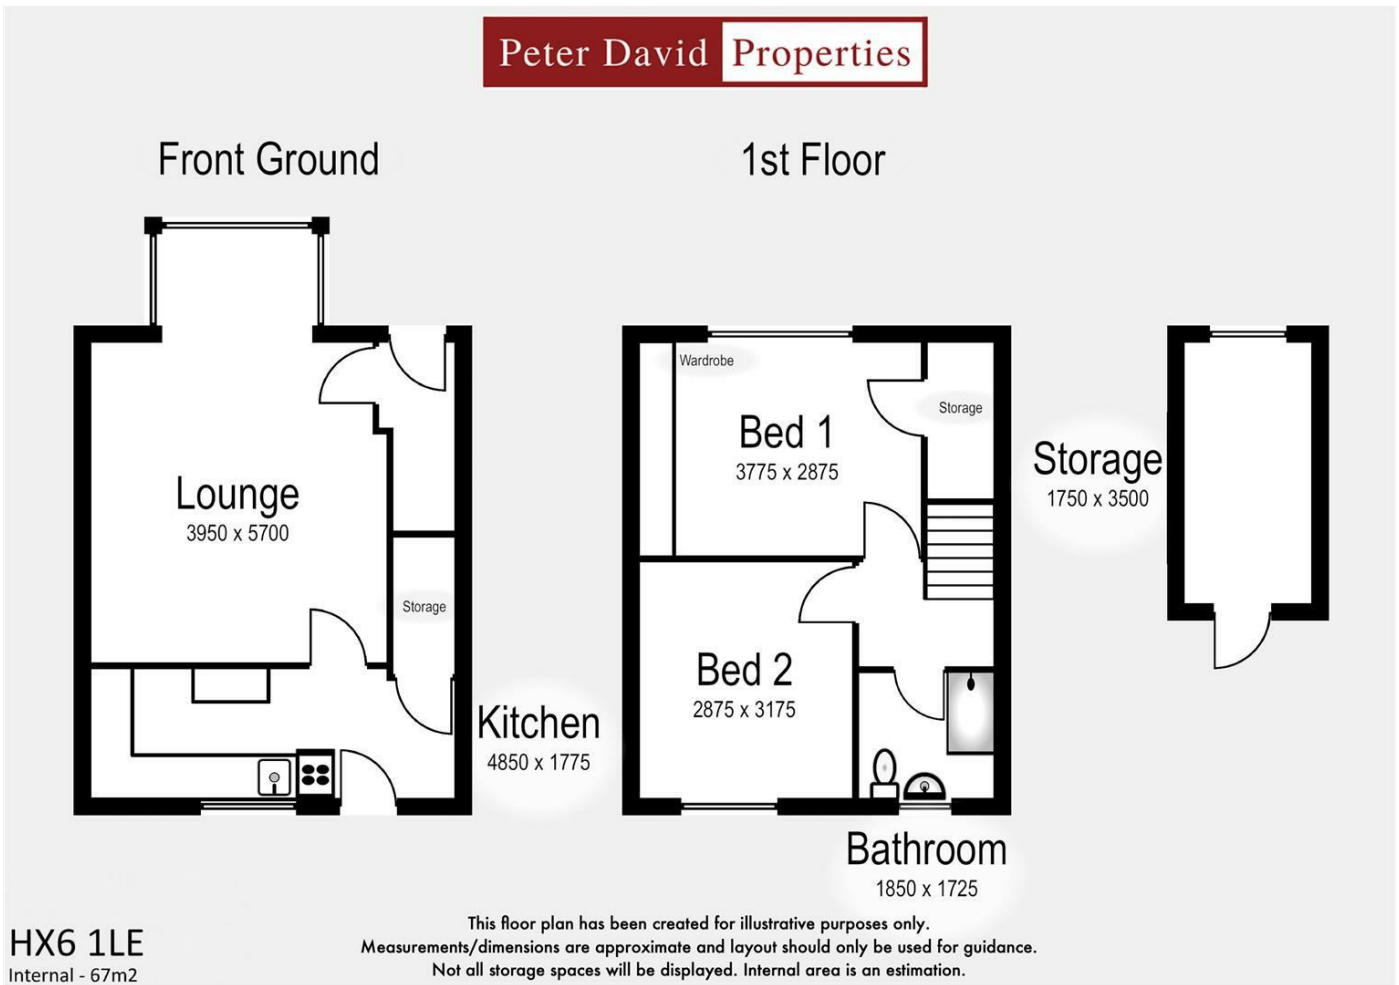 Peter David Properties
Front Ground
1st Floor
Wardrobe
Storage
Bed 1
3775 x 2875
Storage
1750 x 3500
Lounge
3950 x 5700
Storage
Bed 2
2875 x 3175
Kitchen
4850 x 1775
Bathroom
1850 x 1725
This floor plan has been created for illustrative purposes only.
Measurements/dimensions are approximate and layout should only be used for guidance.
Not all storage spaces will be displayed. Internal area is an estimation.
HX6 1LE
Internal - 67m2